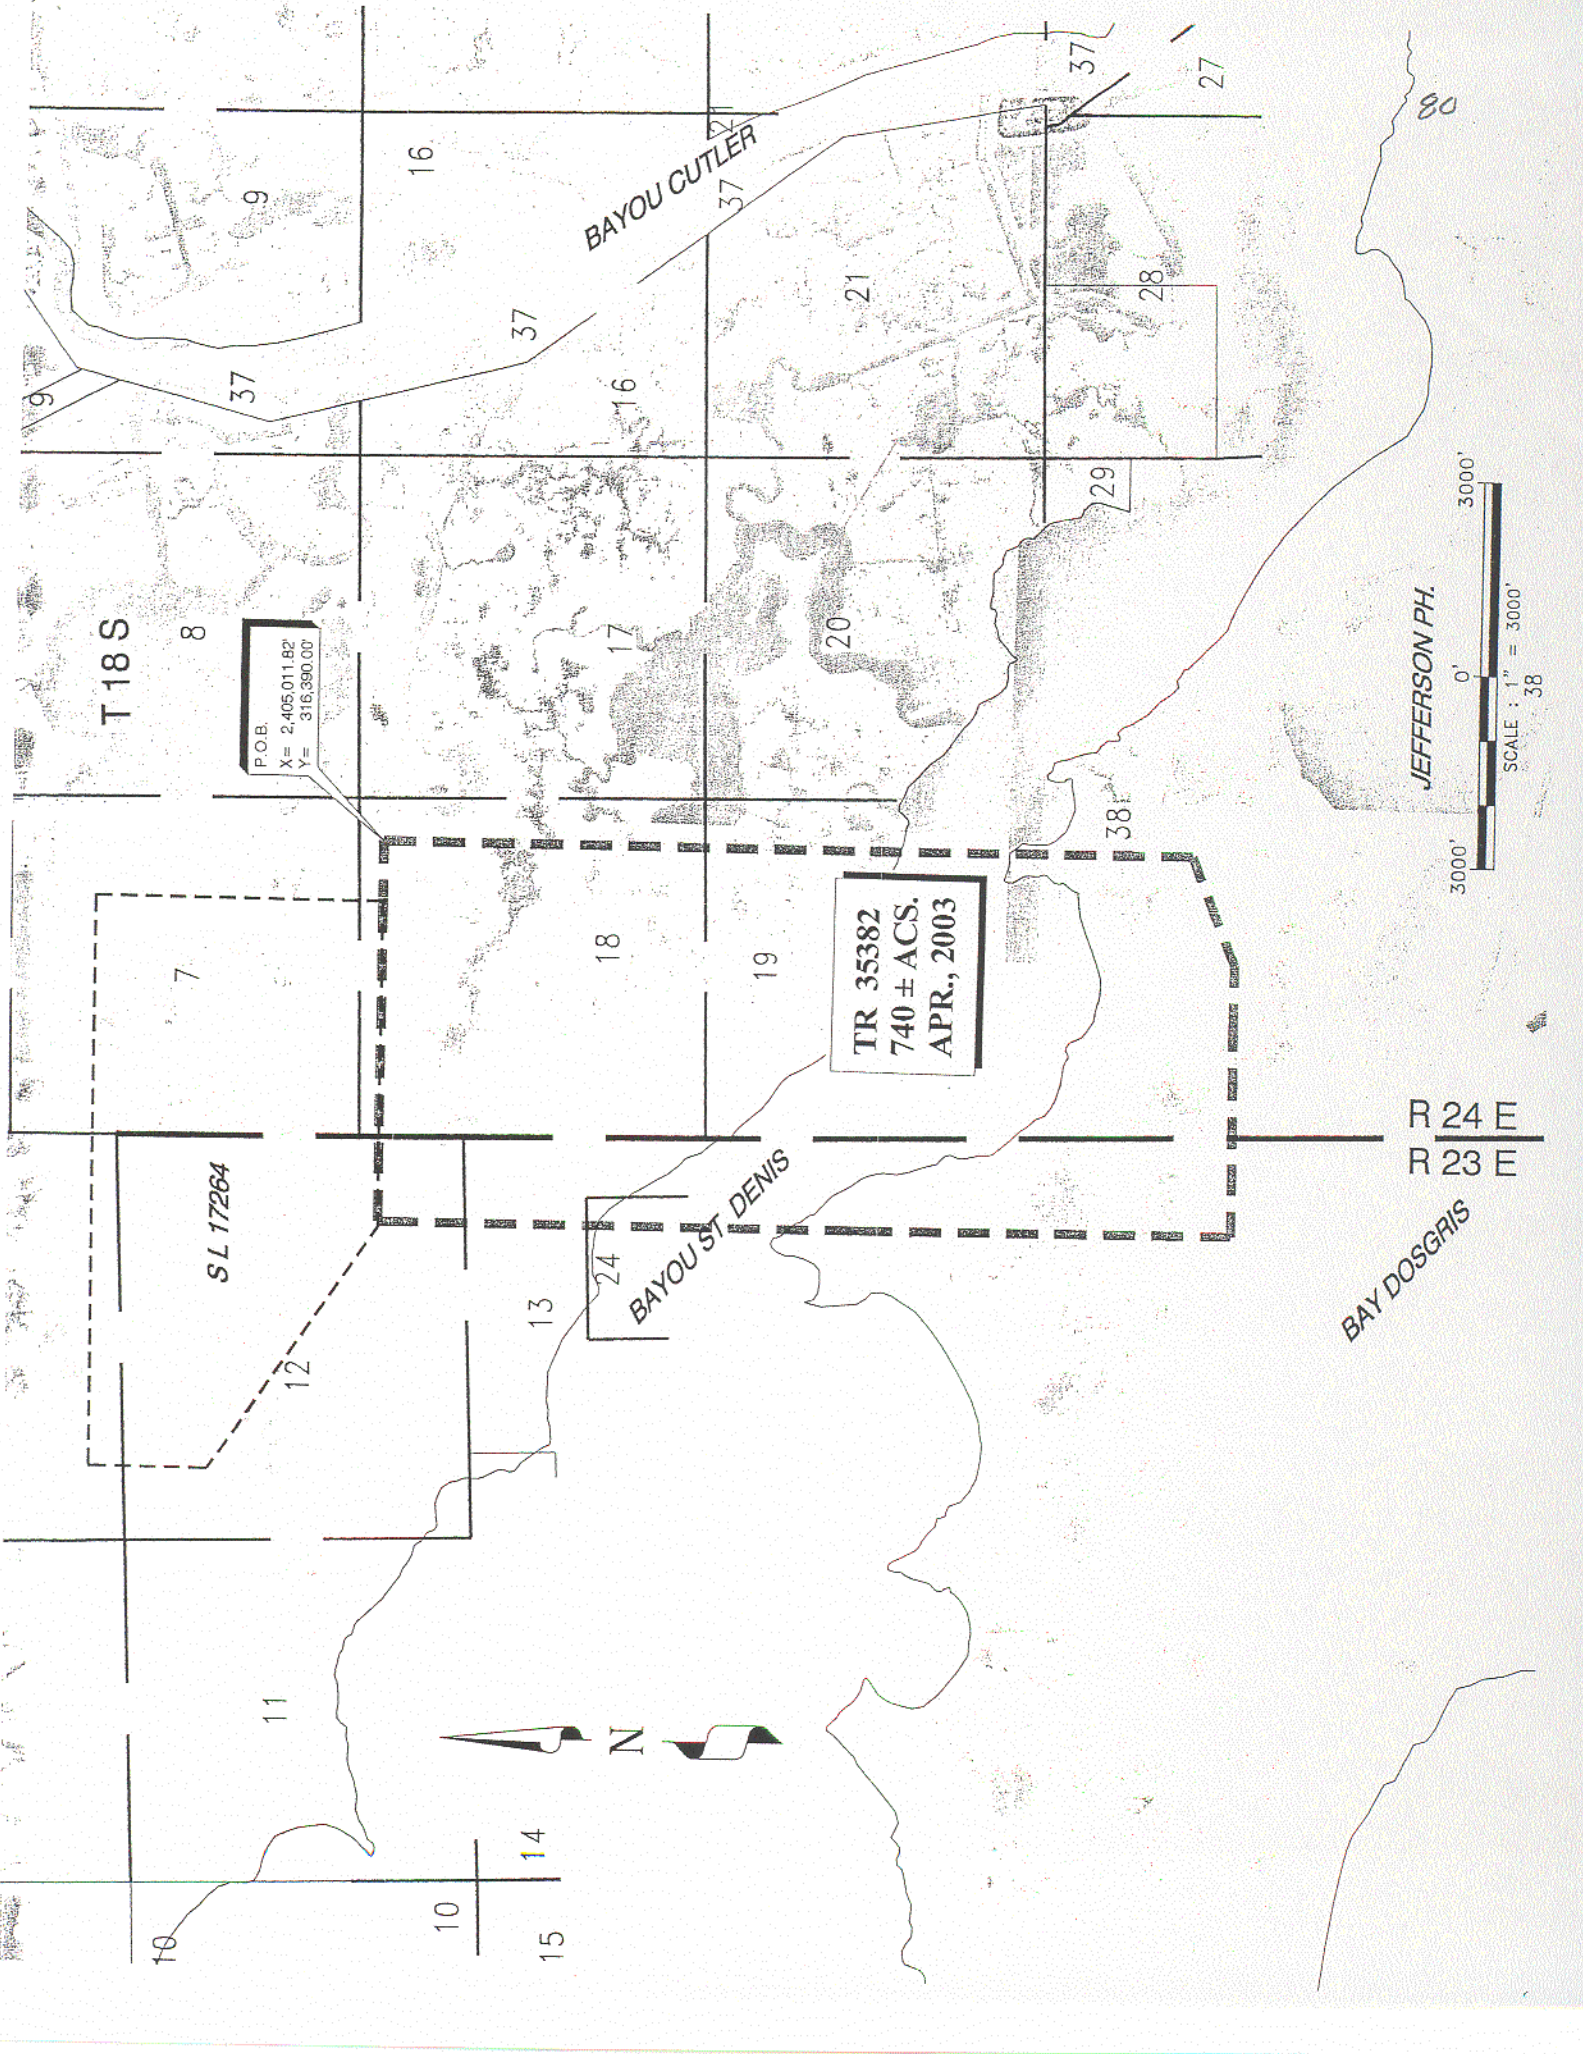 T 18 S
9
9
16
8
37
37
21
BAYOU CUTLER
37
37
27
80
P.O.B.
X= 2,405,011.82'
Y= 316,390.00'
16
21
28
17
20
29
7
18
19
38
TR 35382
740 ± ACS.
APR., 2003
S L 17264
12
13
24
BAYOU ST. DENIS
R 24 E
R 23 E
BAY DOSGRIS
JEFFERSON PH.
3000' 0' 3000'
SCALE : 1" = 3000'
38
11
N
10
10
14
15